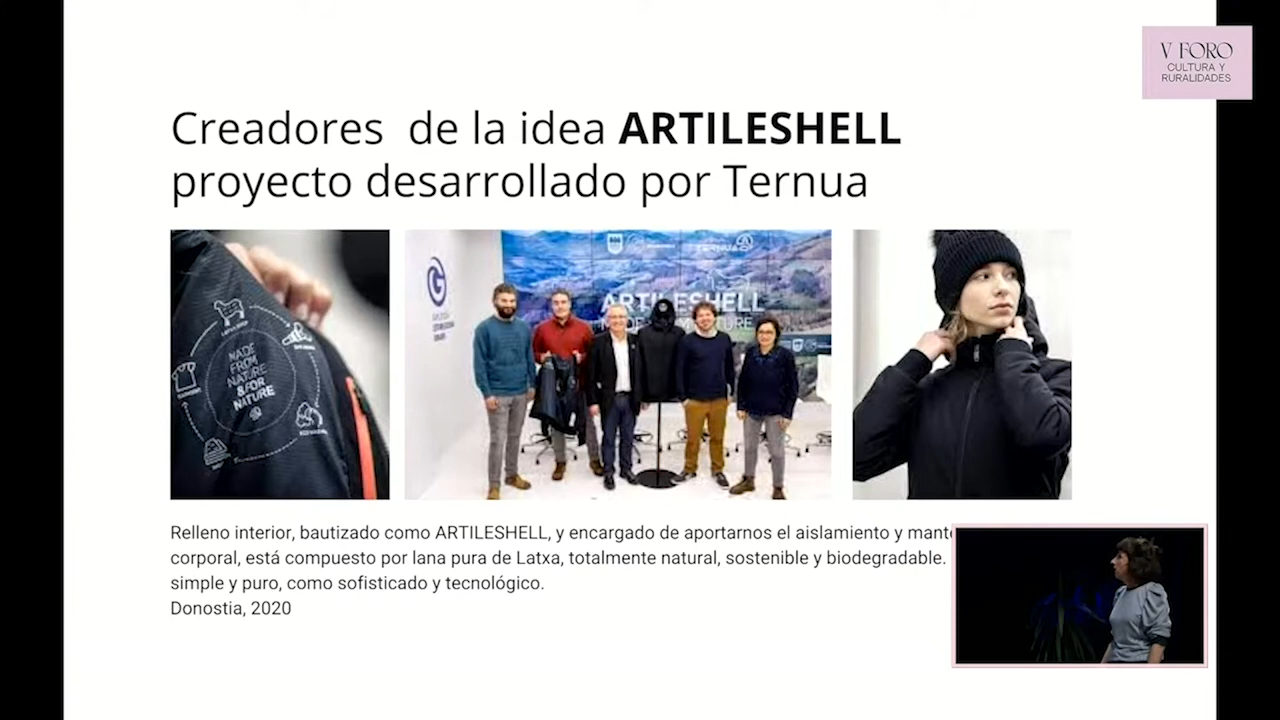 V FORO
CULTURA Y
RURALIDADES
Creadores de la idea ARTILESHELL
proyecto desarrollado por Ternua
MADE
FROM
NATURE
&FOR
NATURE
TERNUA
ARTILESHELL
Relleno interior, bautizado como ARTILESHELL, y encargado de aportarnos el aislamiento y mant
corporal, está compuesto por lana pura de Latxa, totalmente natural, sostenible y biodegradable.
simple y puro, como sofisticado y tecnológico.
Donostia, 2020